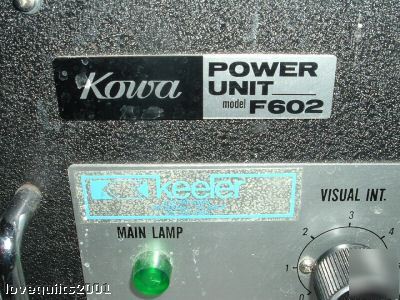 Kowa
POWER
UNIT
model F602
keeler
VISUAL INT.
MAIN LAMP
0
1
2
3
4
lovequilts2001